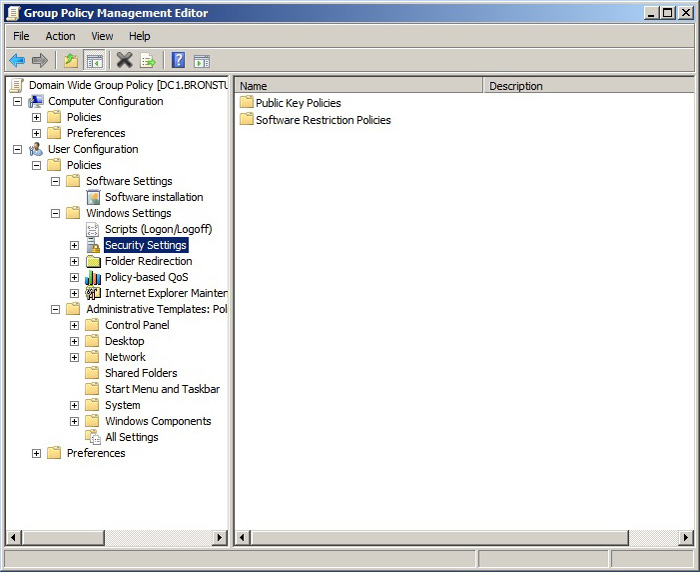 Group Policy Management Editor
File Action View Help
Domain Wide Group Policy [DC1.BRONSTU
Computer Configuration
Policies
Preferences
User Configuration
Policies
Software Settings
Software installation
Windows Settings
Scripts (Logon/Logoff)
Security Settings
Folder Redirection
Policy-based QoS
Internet Explorer Mainten
Administrative Templates: Pol
Control Panel
Desktop
Network
Shared Folders
Start Menu and Taskbar
System
Windows Components
All Settings
Preferences
Name Description
Public Key Policies
Software Restriction Policies